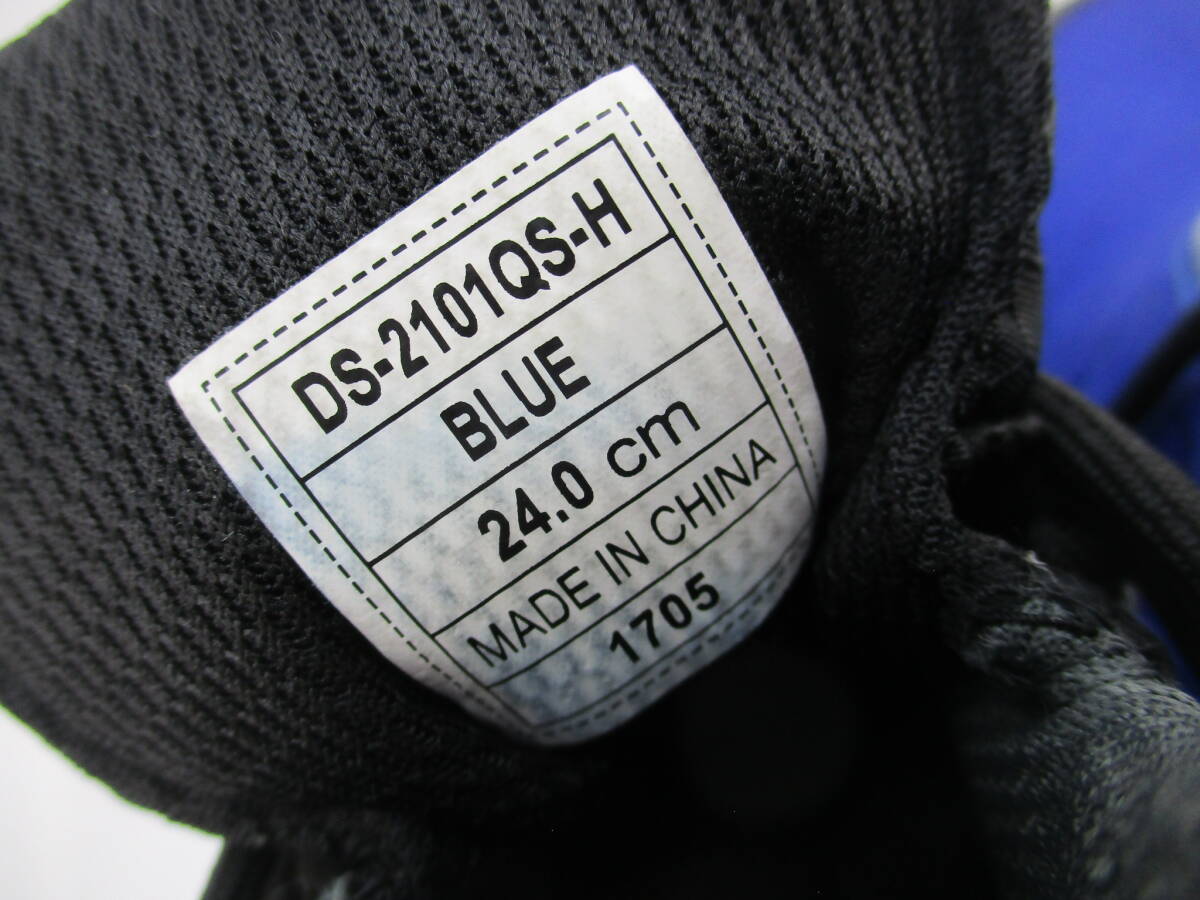 DS-2101QS-H
BLUE
24.0 cm
MADE IN CHINA
1705